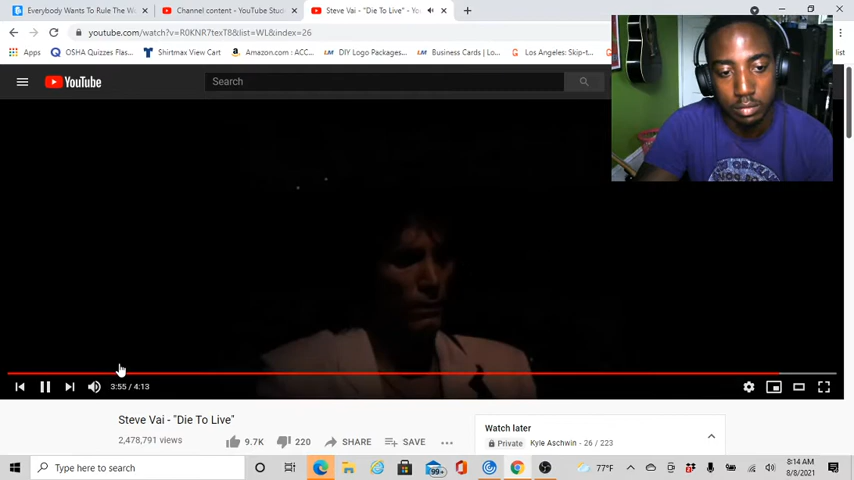 Everybody Wants To Rule The W
Channel content - YouTube Stud
Steve Vai - "Die To Live" - Yo
youtube.com/watch?v=R0KNR7texT8&list=WL&index=26
Apps
OSHA Quizzes Flas...
Shirtmax View Cart
Amazon.com : ACC...
DIY Logo Packages...
Business Cards | Lo...
Los Angeles: Skip-t...
list
YouTube
Search
3:55 / 4:13
Steve Vai - "Die To Live"
2,478,791 views
9.7K
220
SHARE
SAVE
Watch later
Private
Kyle Aschwin - 26 / 223
Type here to search
99+
77°F
8:14 AM
8/8/2021